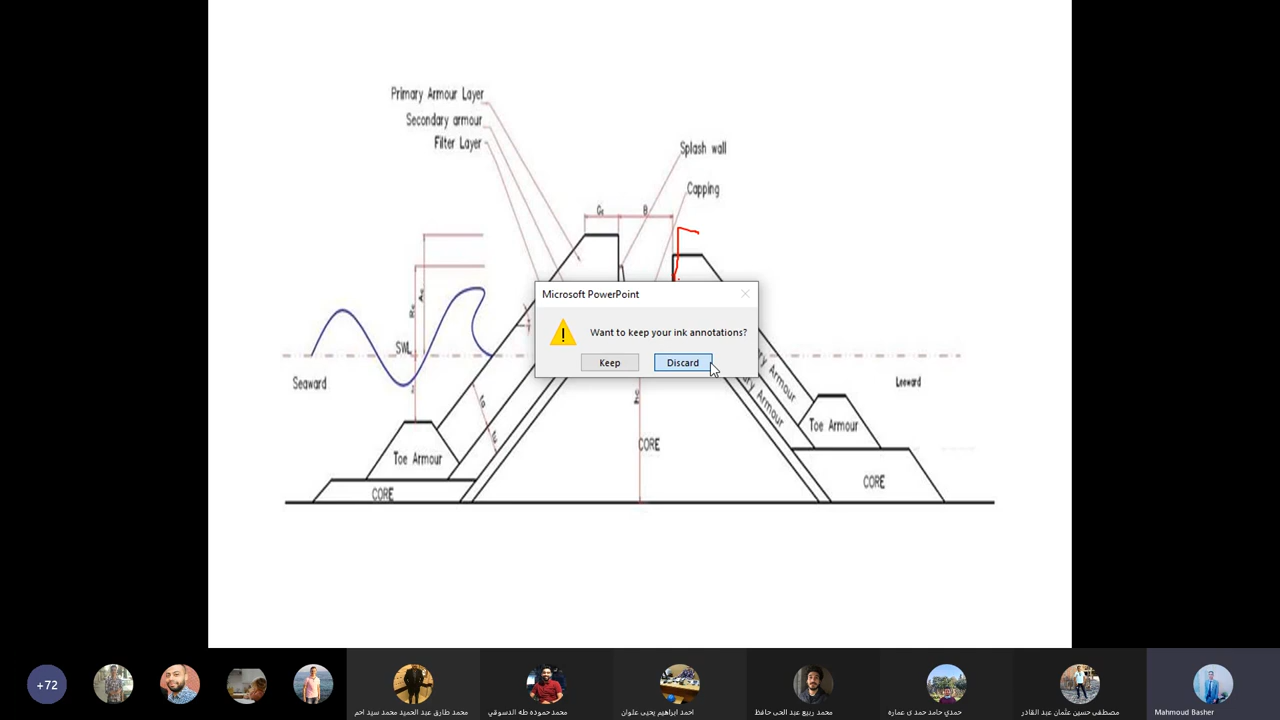 Primary Armour Layer
Secondary armour
Filter Layer
Splash wall
Capping
B
Microsoft PowerPoint
Want to keep your ink annotations?
Keep
Discard
SWL
Seaward
Leeward
Toe Armour
CORE
CORE
Toe Armour
CORE
+72
محمد طارق عبد الحميد محمد سيد احم
محمد حموده طه الدسوقي
احمد ابراهيم يحيى علوان
محمد ربيع عبد الحى حافظ
حمدي حامد حمد ى عماره
مصطفى حسين عثمان عبد القادر
Mahmoud Basher